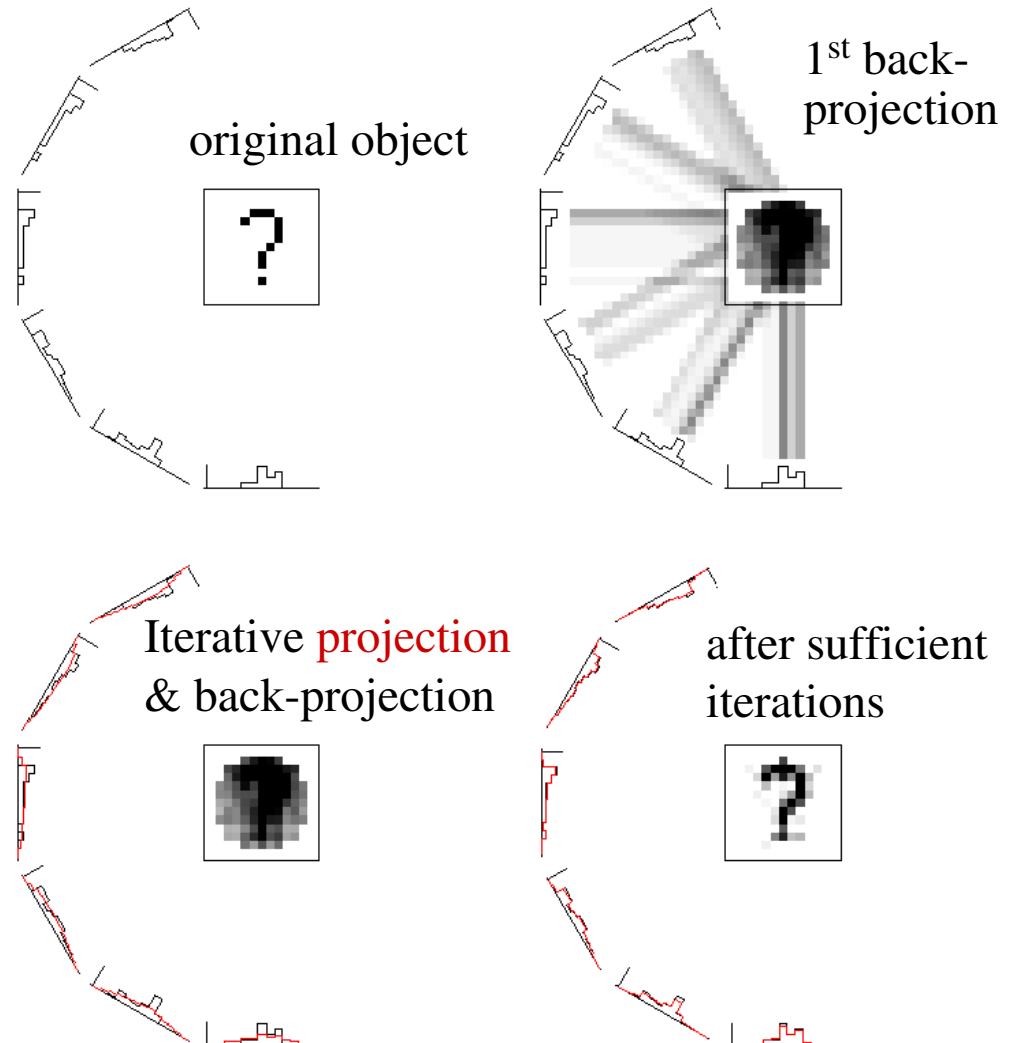 original object
1st back-
projection
?
Iterative projection
& back-projection
?
after sufficient
iterations
?